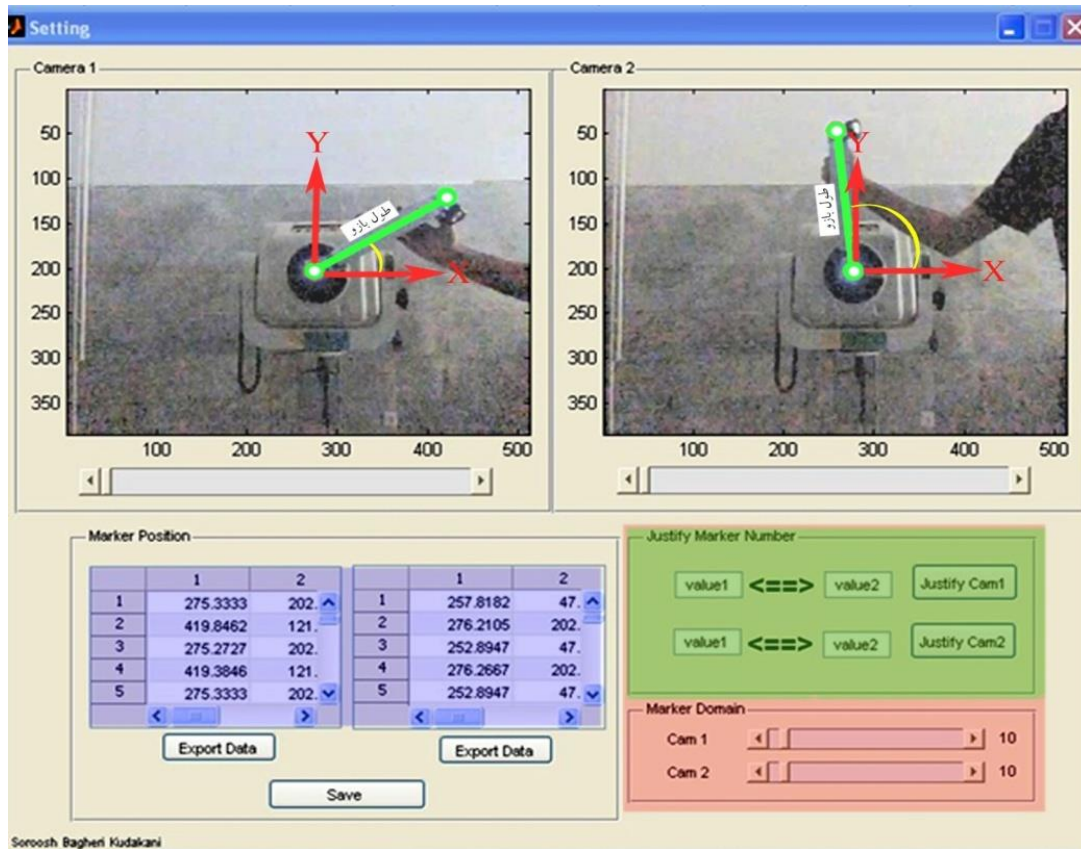 Setting
Camera 1
Camera 2
50
100
150
200
250
300
350
100
200
300
400
500
Y
X
طول بازو
50
100
150
200
250
300
350
100
200
300
400
500
Y
X
طول بازو
Marker Position
1 2
1 275.3333 202.
2 419.8462 121.
3 275.2727 202.
4 419.3846 121.
5 275.3333 202.
1 2
1 257.8182 47.
2 276.2105 202.
3 252.8947 47.
4 276.2667 202.
5 252.8947 47.
Export Data
Export Data
Save
Justify Marker Number
value1 <==> value2 Justify Cam1
value1 <==> value2 Justify Cam2
Marker Domain
Cam 1 10
Cam 2 10
Soroosh Bagheri Kudakani